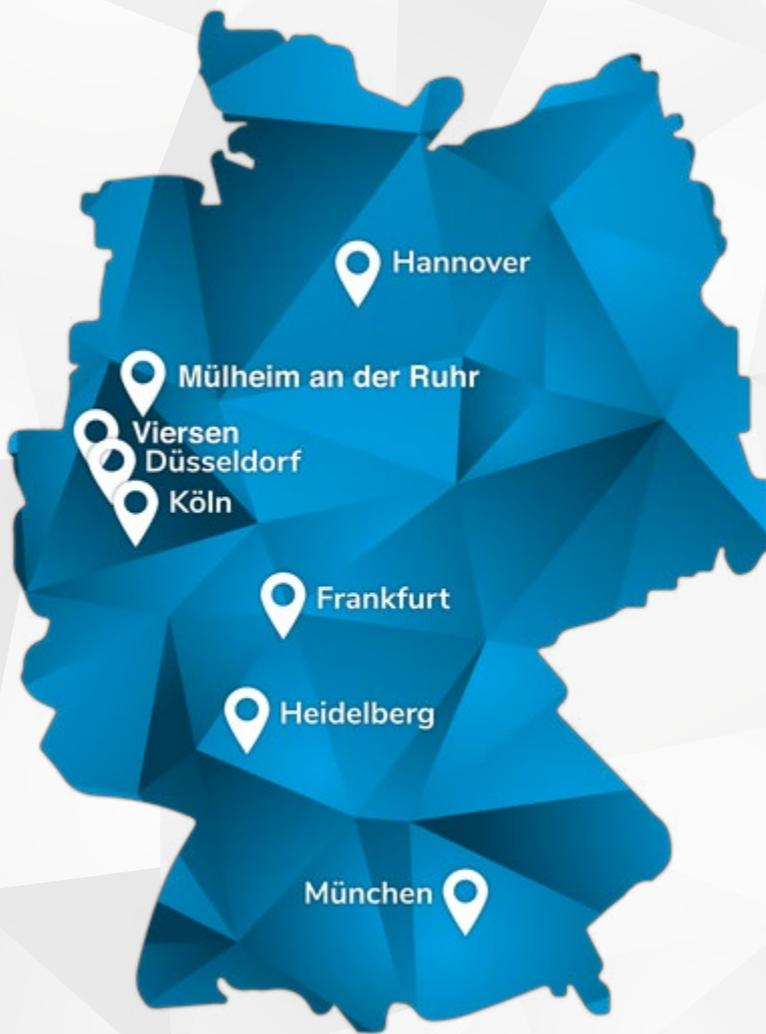 Hannover
Mülheim an der Ruhr
Viersen
Düsseldorf
Köln
Frankfurt
Heidelberg
München